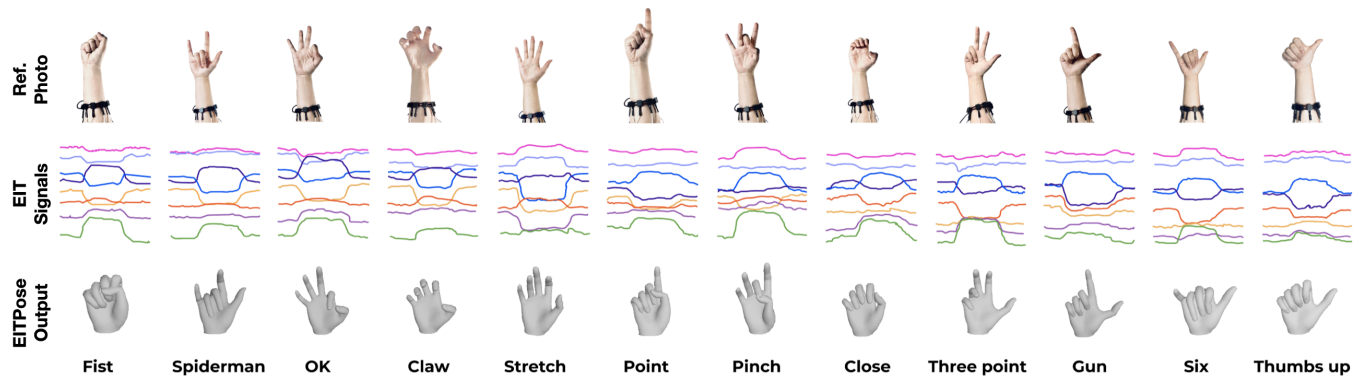 Ref.
Photo
EIT
Signals
EITPose
Output
Fist
Spiderman
OK
Claw
Stretch
Point
Pinch
Close
Three point
Gun
Six
Thumbs up